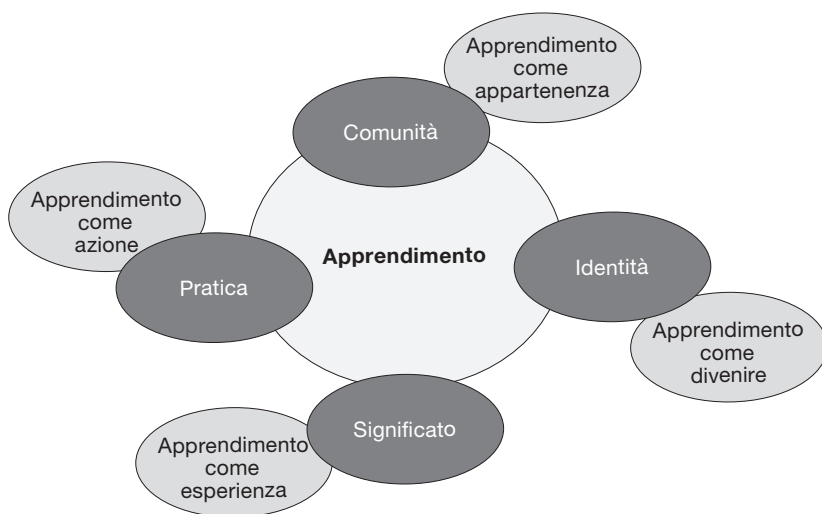 Apprendimento
come
appartenenza
Comunità
Apprendimento
come
azione
Pratica
Apprendimento
Identità
Apprendimento
come
divenire
Significato
Apprendimento
come
esperienza